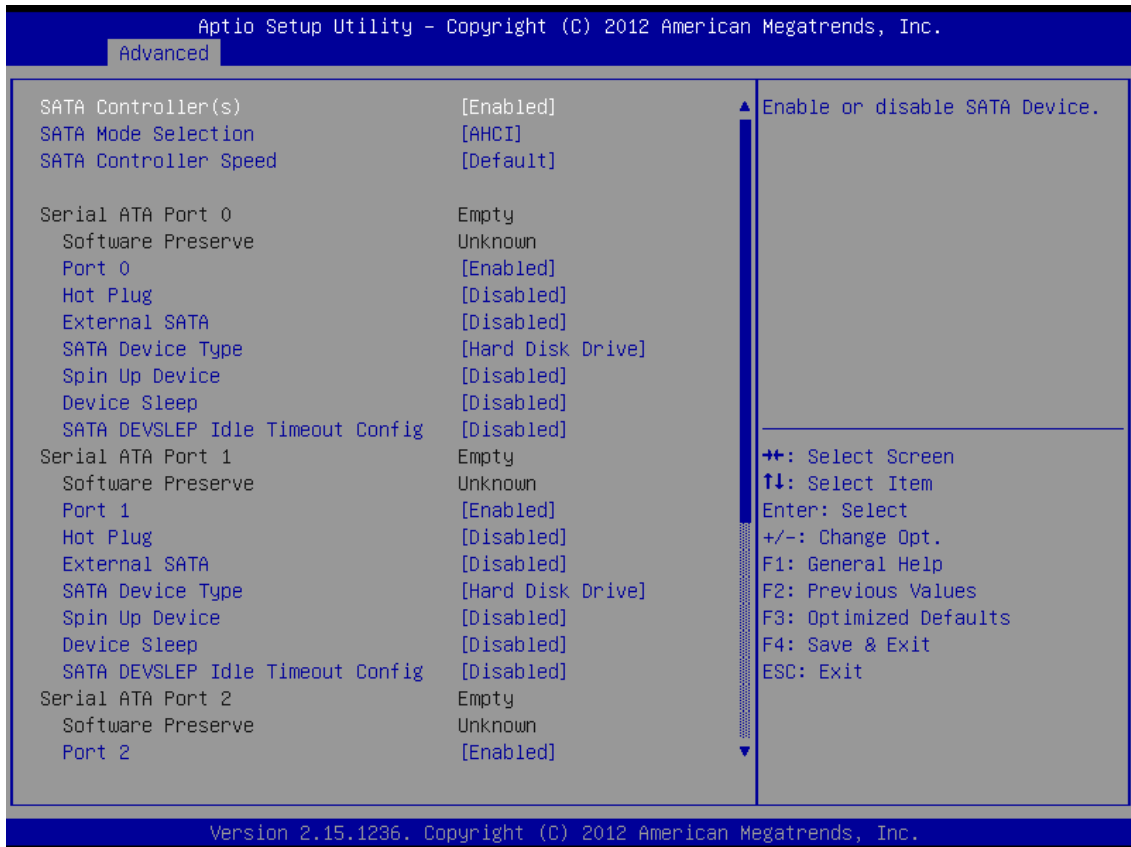 Aptio Setup Utility – Copyright (C) 2012 American Megatrends, Inc.
Advanced
SATA Controller(s) [Enabled]
SATA Mode Selection [AHCI]
SATA Controller Speed [Default]
Serial ATA Port 0 Empty
Software Preserve Unknown
Port 0 [Enabled]
Hot Plug [Disabled]
External SATA [Disabled]
SATA Device Type [Hard Disk Drive]
Spin Up Device [Disabled]
Device Sleep [Disabled]
SATA DEVSLEP Idle Timeout Config [Disabled]
Serial ATA Port 1 Empty
Software Preserve Unknown
Port 1 [Enabled]
Hot Plug [Disabled]
External SATA [Disabled]
SATA Device Type [Hard Disk Drive]
Spin Up Device [Disabled]
Device Sleep [Disabled]
SATA DEVSLEP Idle Timeout Config [Disabled]
Serial ATA Port 2 Empty
Software Preserve Unknown
Port 2 [Enabled]
Enable or disable SATA Device.
→←: Select Screen
↑↓: Select Item
Enter: Select
+/-: Change Opt.
F1: General Help
F2: Previous Values
F3: Optimized Defaults
F4: Save & Exit
ESC: Exit
Version 2.15.1236. Copyright (C) 2012 American Megatrends, Inc.